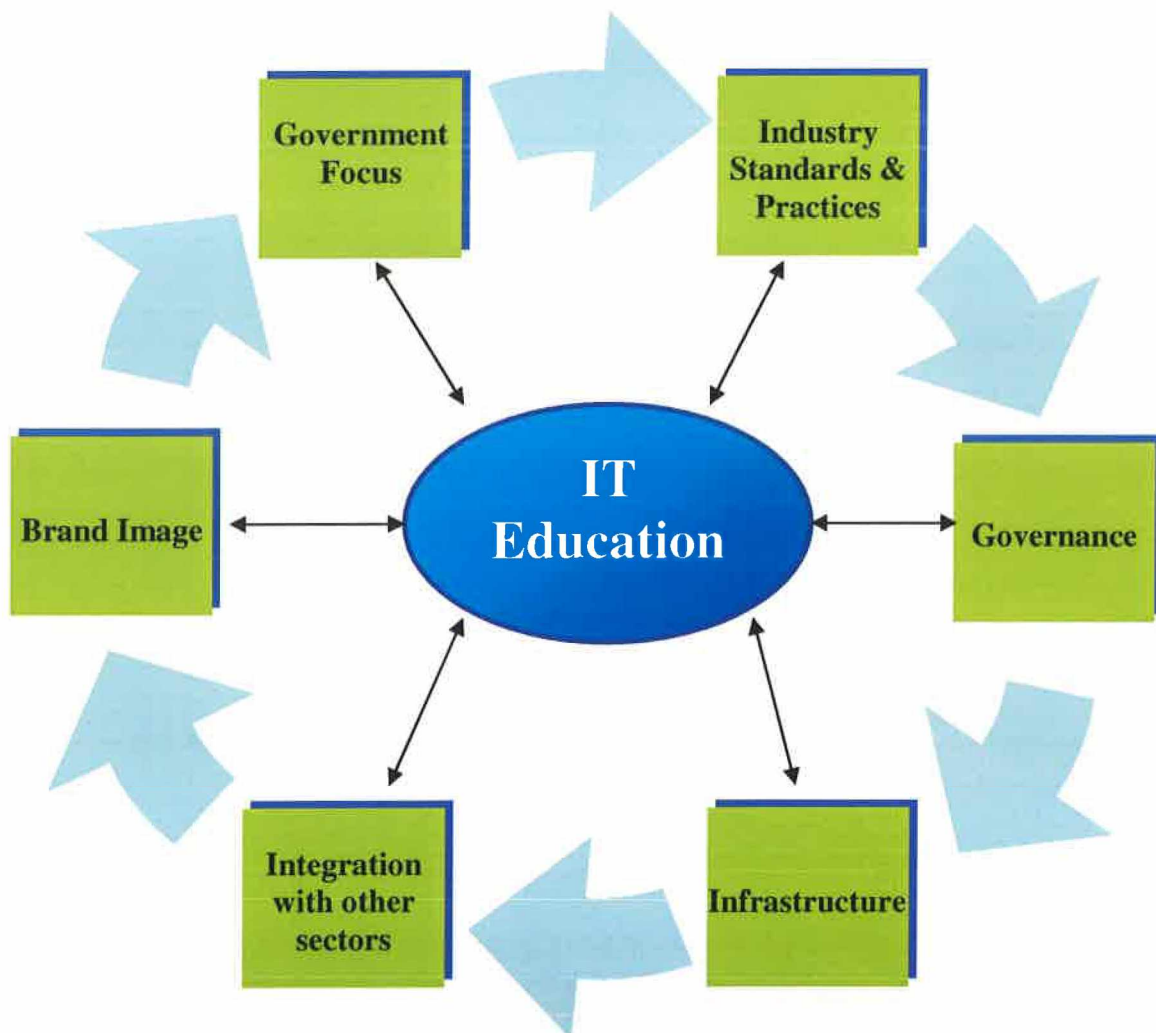 Government
Focus
Industry
Standards &
Practices
Brand Image
IT
Education
Governance
Integration
with other
sectors
Infrastructure